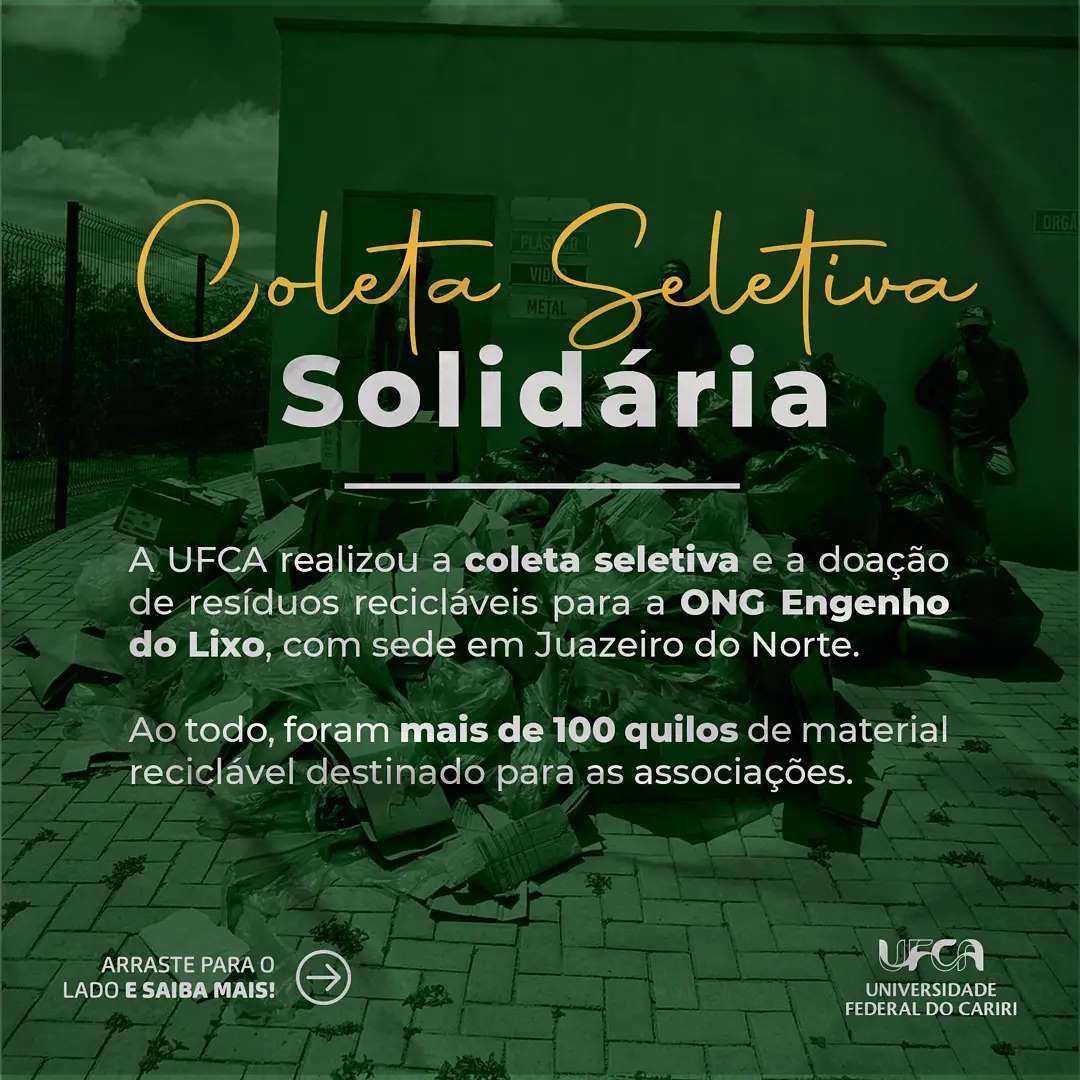 Coleta Seletiva
Solidária
PLÁSTICO
METAL
A UFCA realizou a coleta seletiva e a doação
de resíduos recicláveis para a ONG Engenho
do Lixo, com sede em Juazeiro do Norte.
Ao todo, foram mais de 100 quilos de material
reciclável destinado para as associações.
ARRASTE PARA O
LADO E SAIBA MAIS!
UFCA
UNIVERSIDADE
FEDERAL DO CARIRI